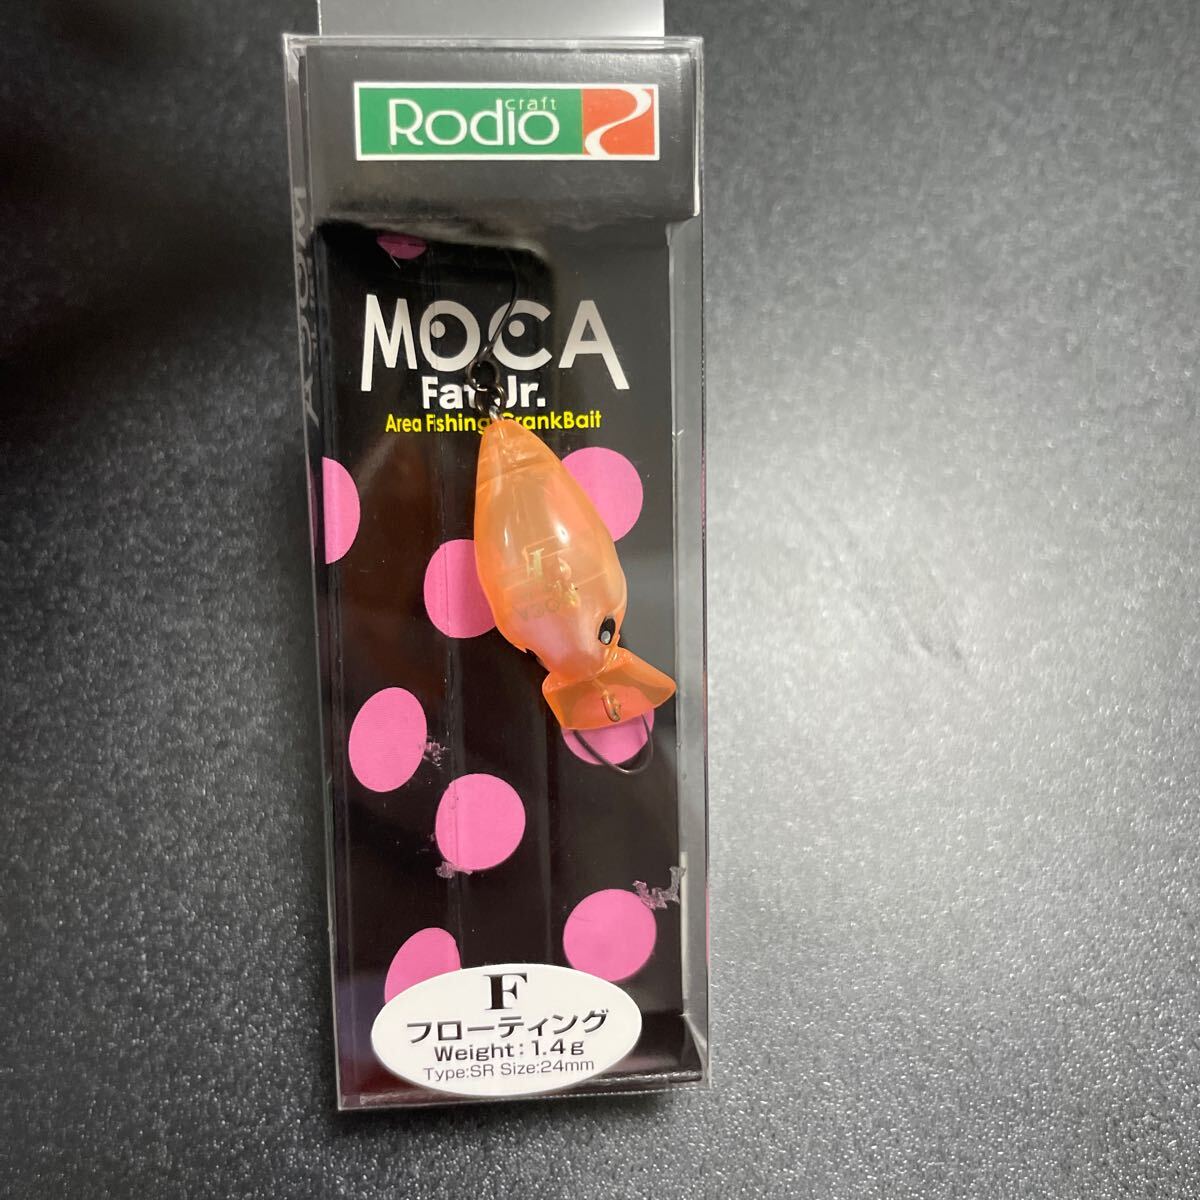 Rodio craft
MOCA
Fat Jr.
Area Fishing CrankBait
F
フローティング
Weight : 1.4g
Type:SR Size:24mm
MOCA
F